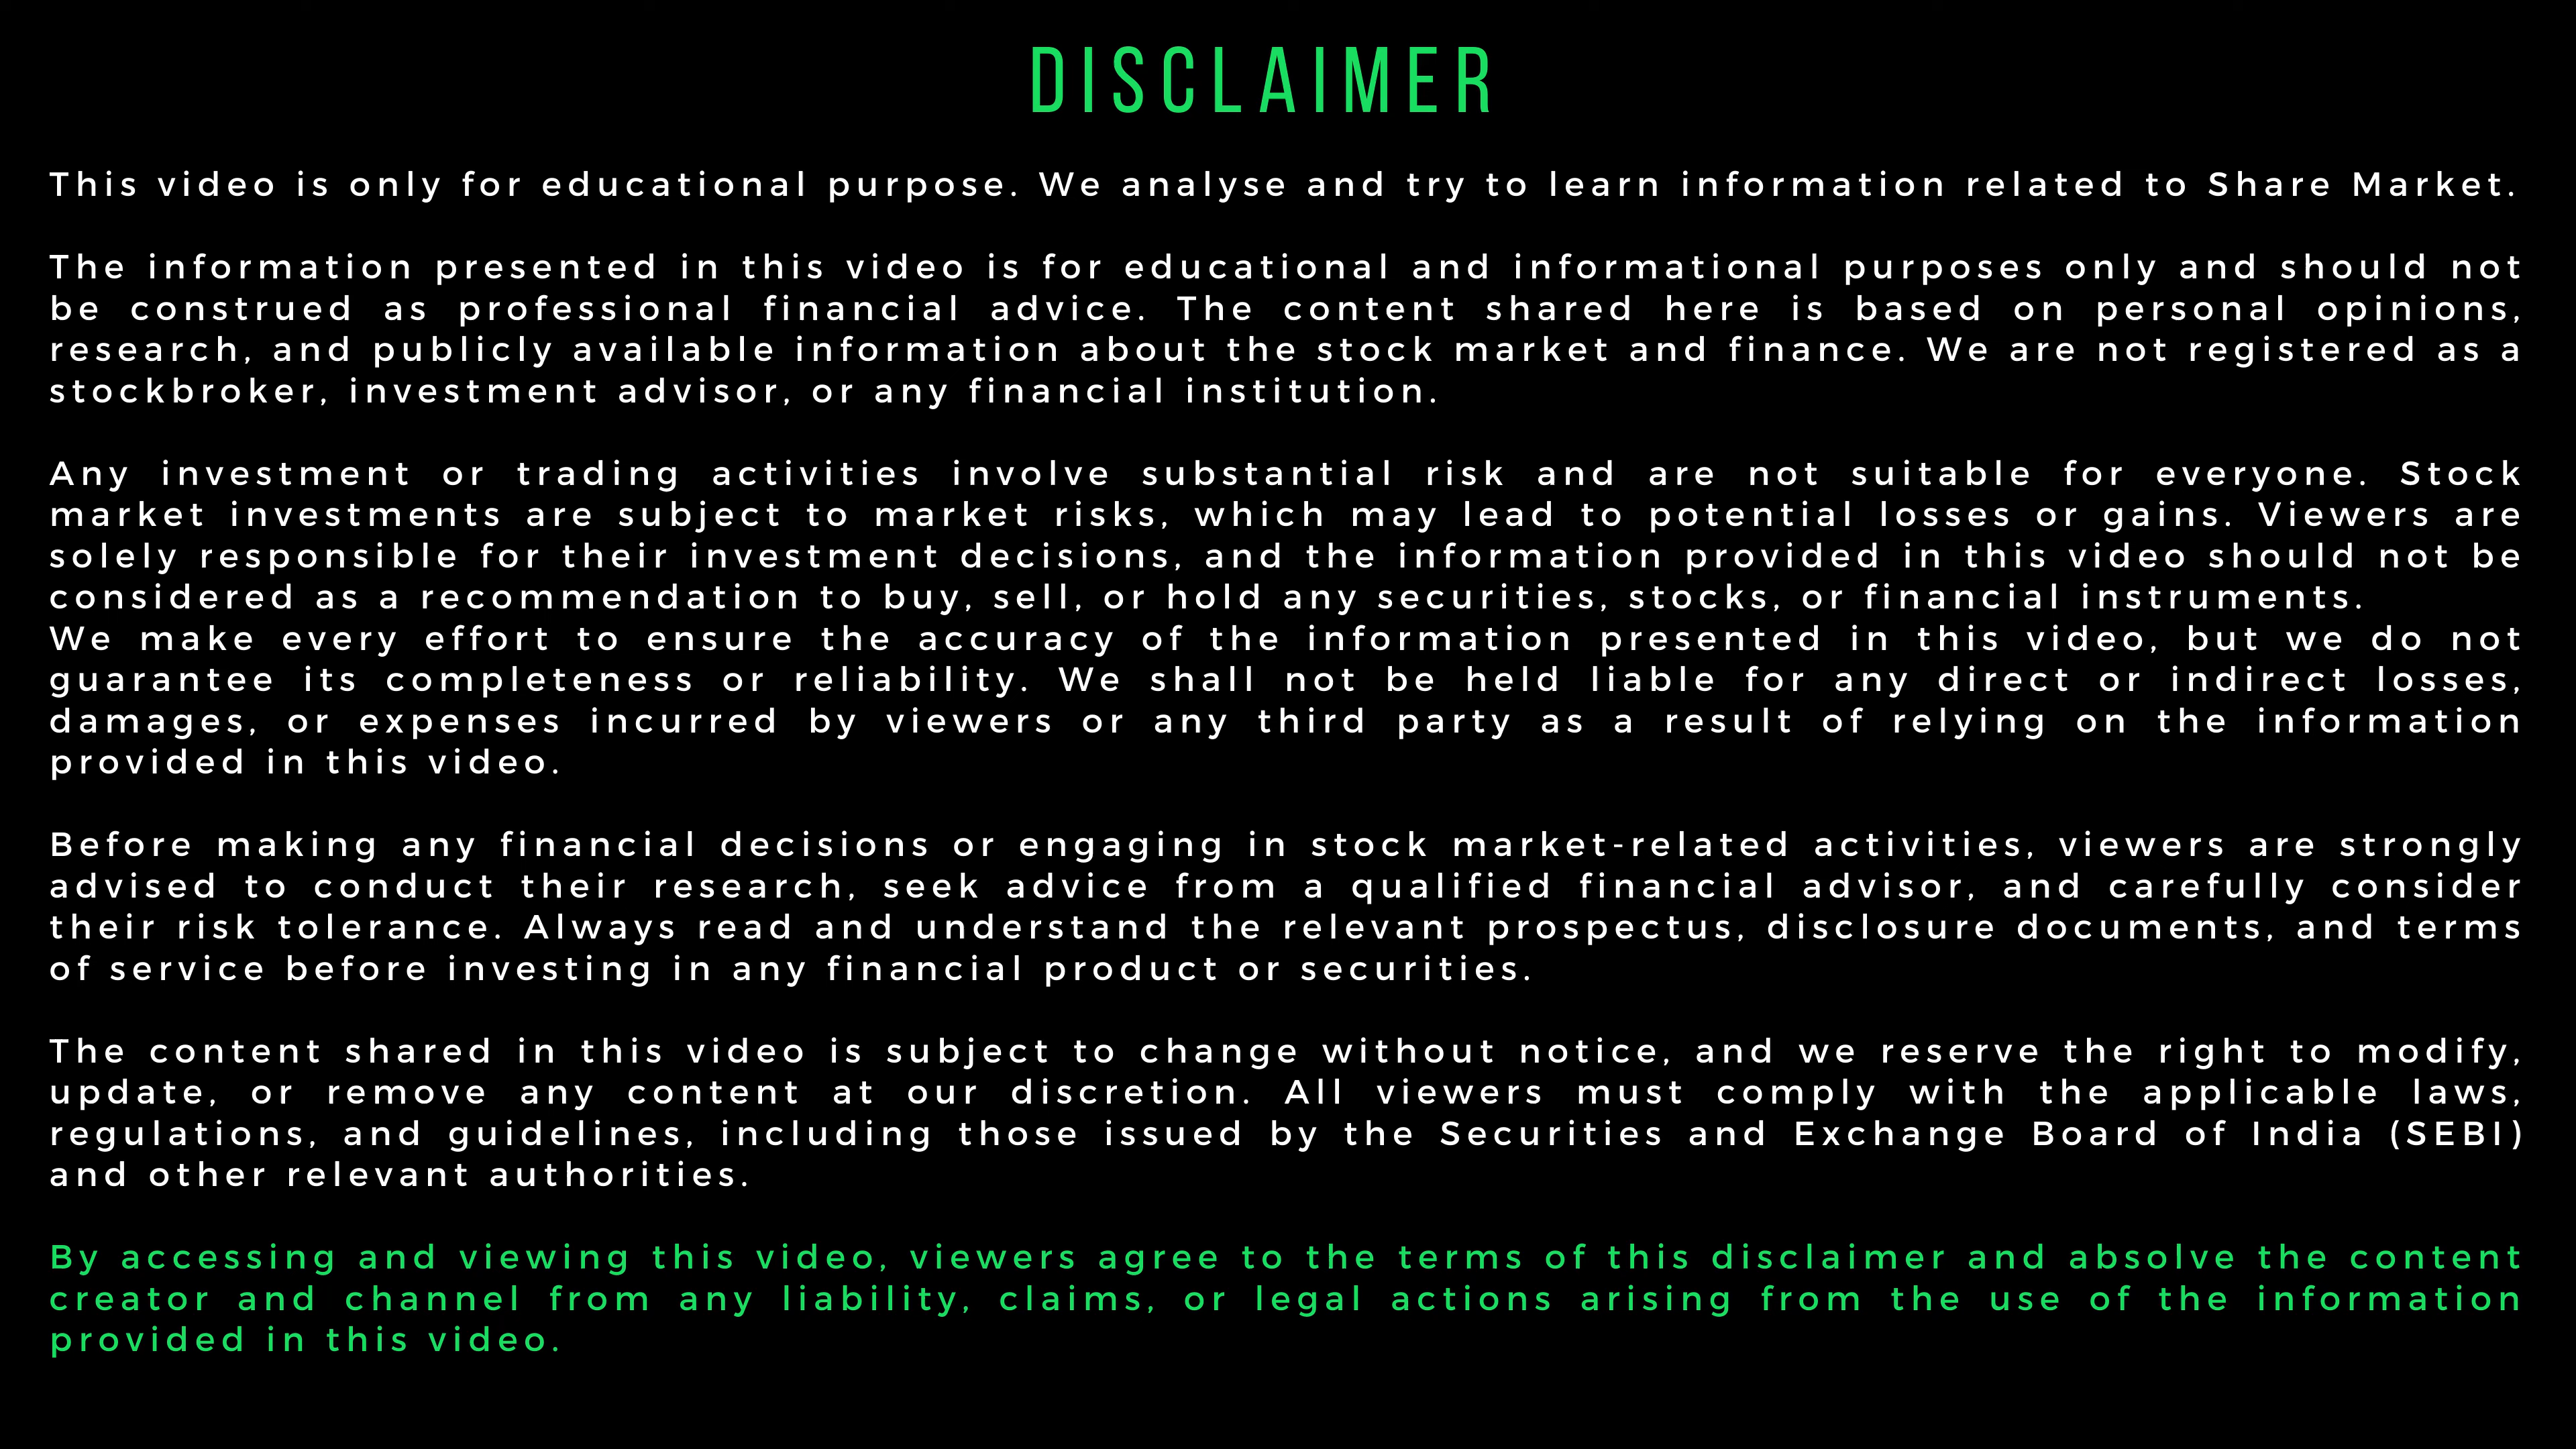 DISCLAIMER
This video is only for educational purpose. We analyse and try to learn information related to Share Market.
The information presented in this video is for educational and informational purposes only and should not
be construed as professional financial advice. The content shared here is based on personal opinions,
research, and publicly available information about the stock market and finance. We are not registered as a
stockbroker, investment advisor, or any financial institution.
Any investment or trading activities involve substantial risk and are not suitable for everyone. Stock
market investments are subject to market risks, which may lead to potential losses or gains. Viewers are
solely responsible for their investment decisions, and the information provided in this video should not be
considered as a recommendation to buy, sell, or hold any securities, stocks, or financial instruments.
We make every effort to ensure the accuracy of the information presented in this video, but we do not
guarantee its completeness or reliability. We shall not be held liable for any direct or indirect losses,
damages, or expenses incurred by viewers or any third party as a result of relying on the information
provided in this video.
Before making any financial decisions or engaging in stock market-related activities, viewers are strongly
advised to conduct their research, seek advice from a qualified financial advisor, and carefully consider
their risk tolerance. Always read and understand the relevant prospectus, disclosure documents, and terms
of service before investing in any financial product or securities.
The content shared in this video is subject to change without notice, and we reserve the right to modify,
update, or remove any content at our discretion. All viewers must comply with the applicable laws,
regulations, and guidelines, including those issued by the Securities and Exchange Board of India (SEBI)
and other relevant authorities.
By accessing and viewing this video, viewers agree to the terms of this disclaimer and absolve the content
creator and channel from any liability, claims, or legal actions arising from the use of the information
provided in this video.